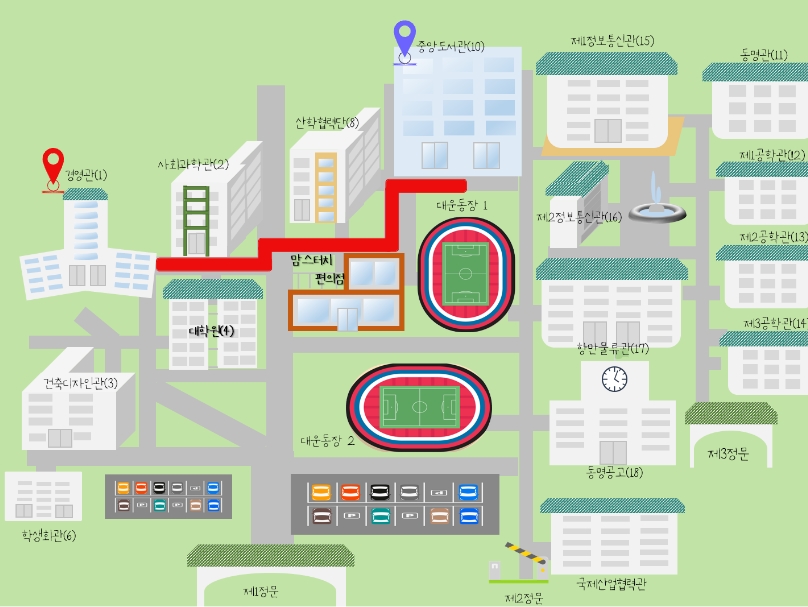 중앙도서관(10)
제1정보통신관(15)
동명관(11)
산학협력단(8)
사회과학관(2)
경영관(1)
제1공학관(12)
대운동장 1
제2정보통신관(16)
제2공학관(13)
맘스터치
편의점
대학원(4)
제3공학관(14)
항만물류관(17)
건축디자인관(3)
대운동장 2
제3정문
동명공고(18)
학생회관(6)
국제산업협력관
제1정문
제2정문